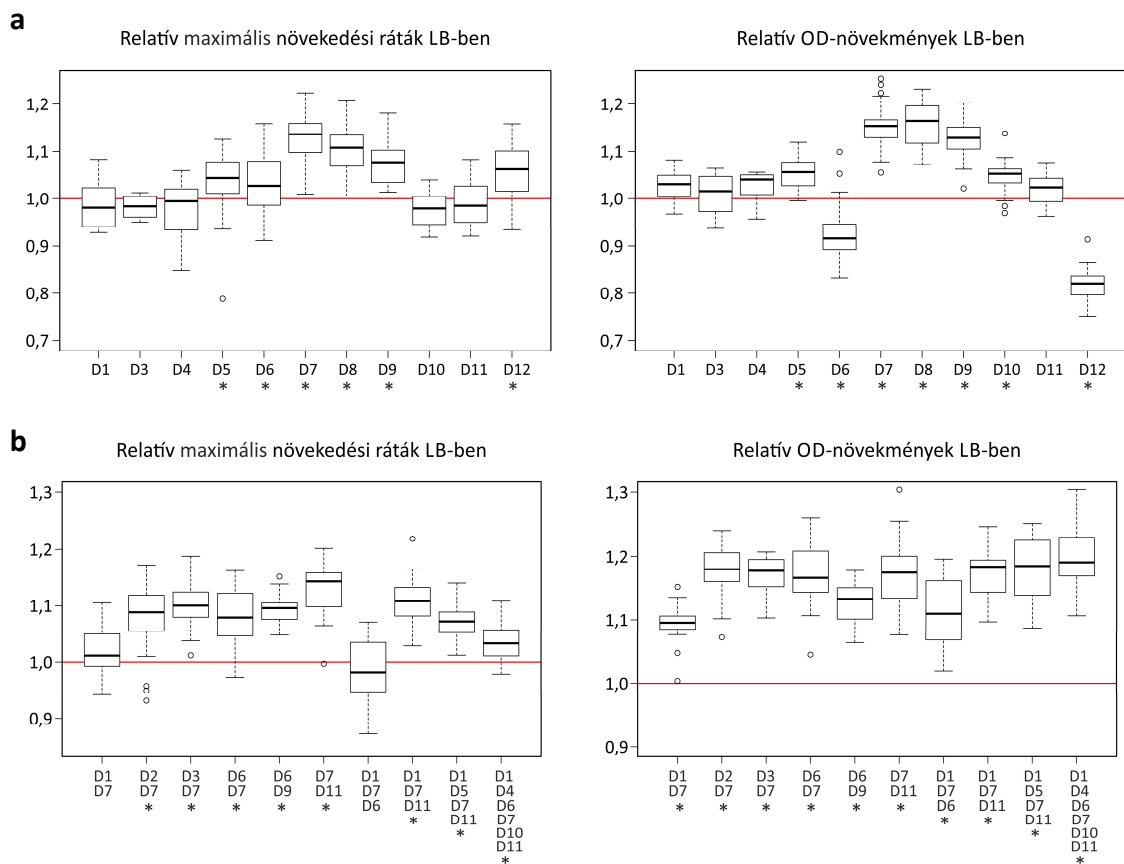 a
Relatív maximális növekedési ráták LB-ben
1,2
1,1
1,0
0,9
0,8
0,7
D1 D3 D4 D5 D6 D7 D8 D9 D10 D11 D12
* * * * * *
Relatív OD-növekmények LB-ben
1,2
1,1
1,0
0,9
0,8
0,7
D1 D3 D4 D5 D6 D7 D8 D9 D10 D11 D12
* * * * * * *
b
Relatív maximális növekedési ráták LB-ben
1,3
1,2
1,1
1,0
0,9
D1 D2 D3 D6 D6 D7 D1 D1 D1 D1
D7 D7 D7 D7 D9 D11 D7 D7 D5 D4
* * * * * D6 D11 D7 D6
* D11 D7
* D10
D11
*
Relatív OD-növekmények LB-ben
1,3
1,2
1,1
1,0
0,9
D1 D2 D3 D6 D6 D7 D1 D1 D1 D1
D7 D7 D7 D7 D9 D11 D7 D7 D5 D4
* * * * * * D6 D11 D7 D6
* * D11 D7
* D10
D11
*